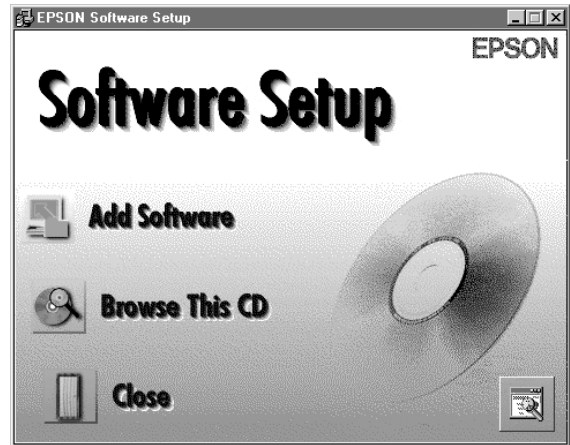 EPSON Software Setup
EPSON
Software Setup
Add Software
Browse This CD
Close